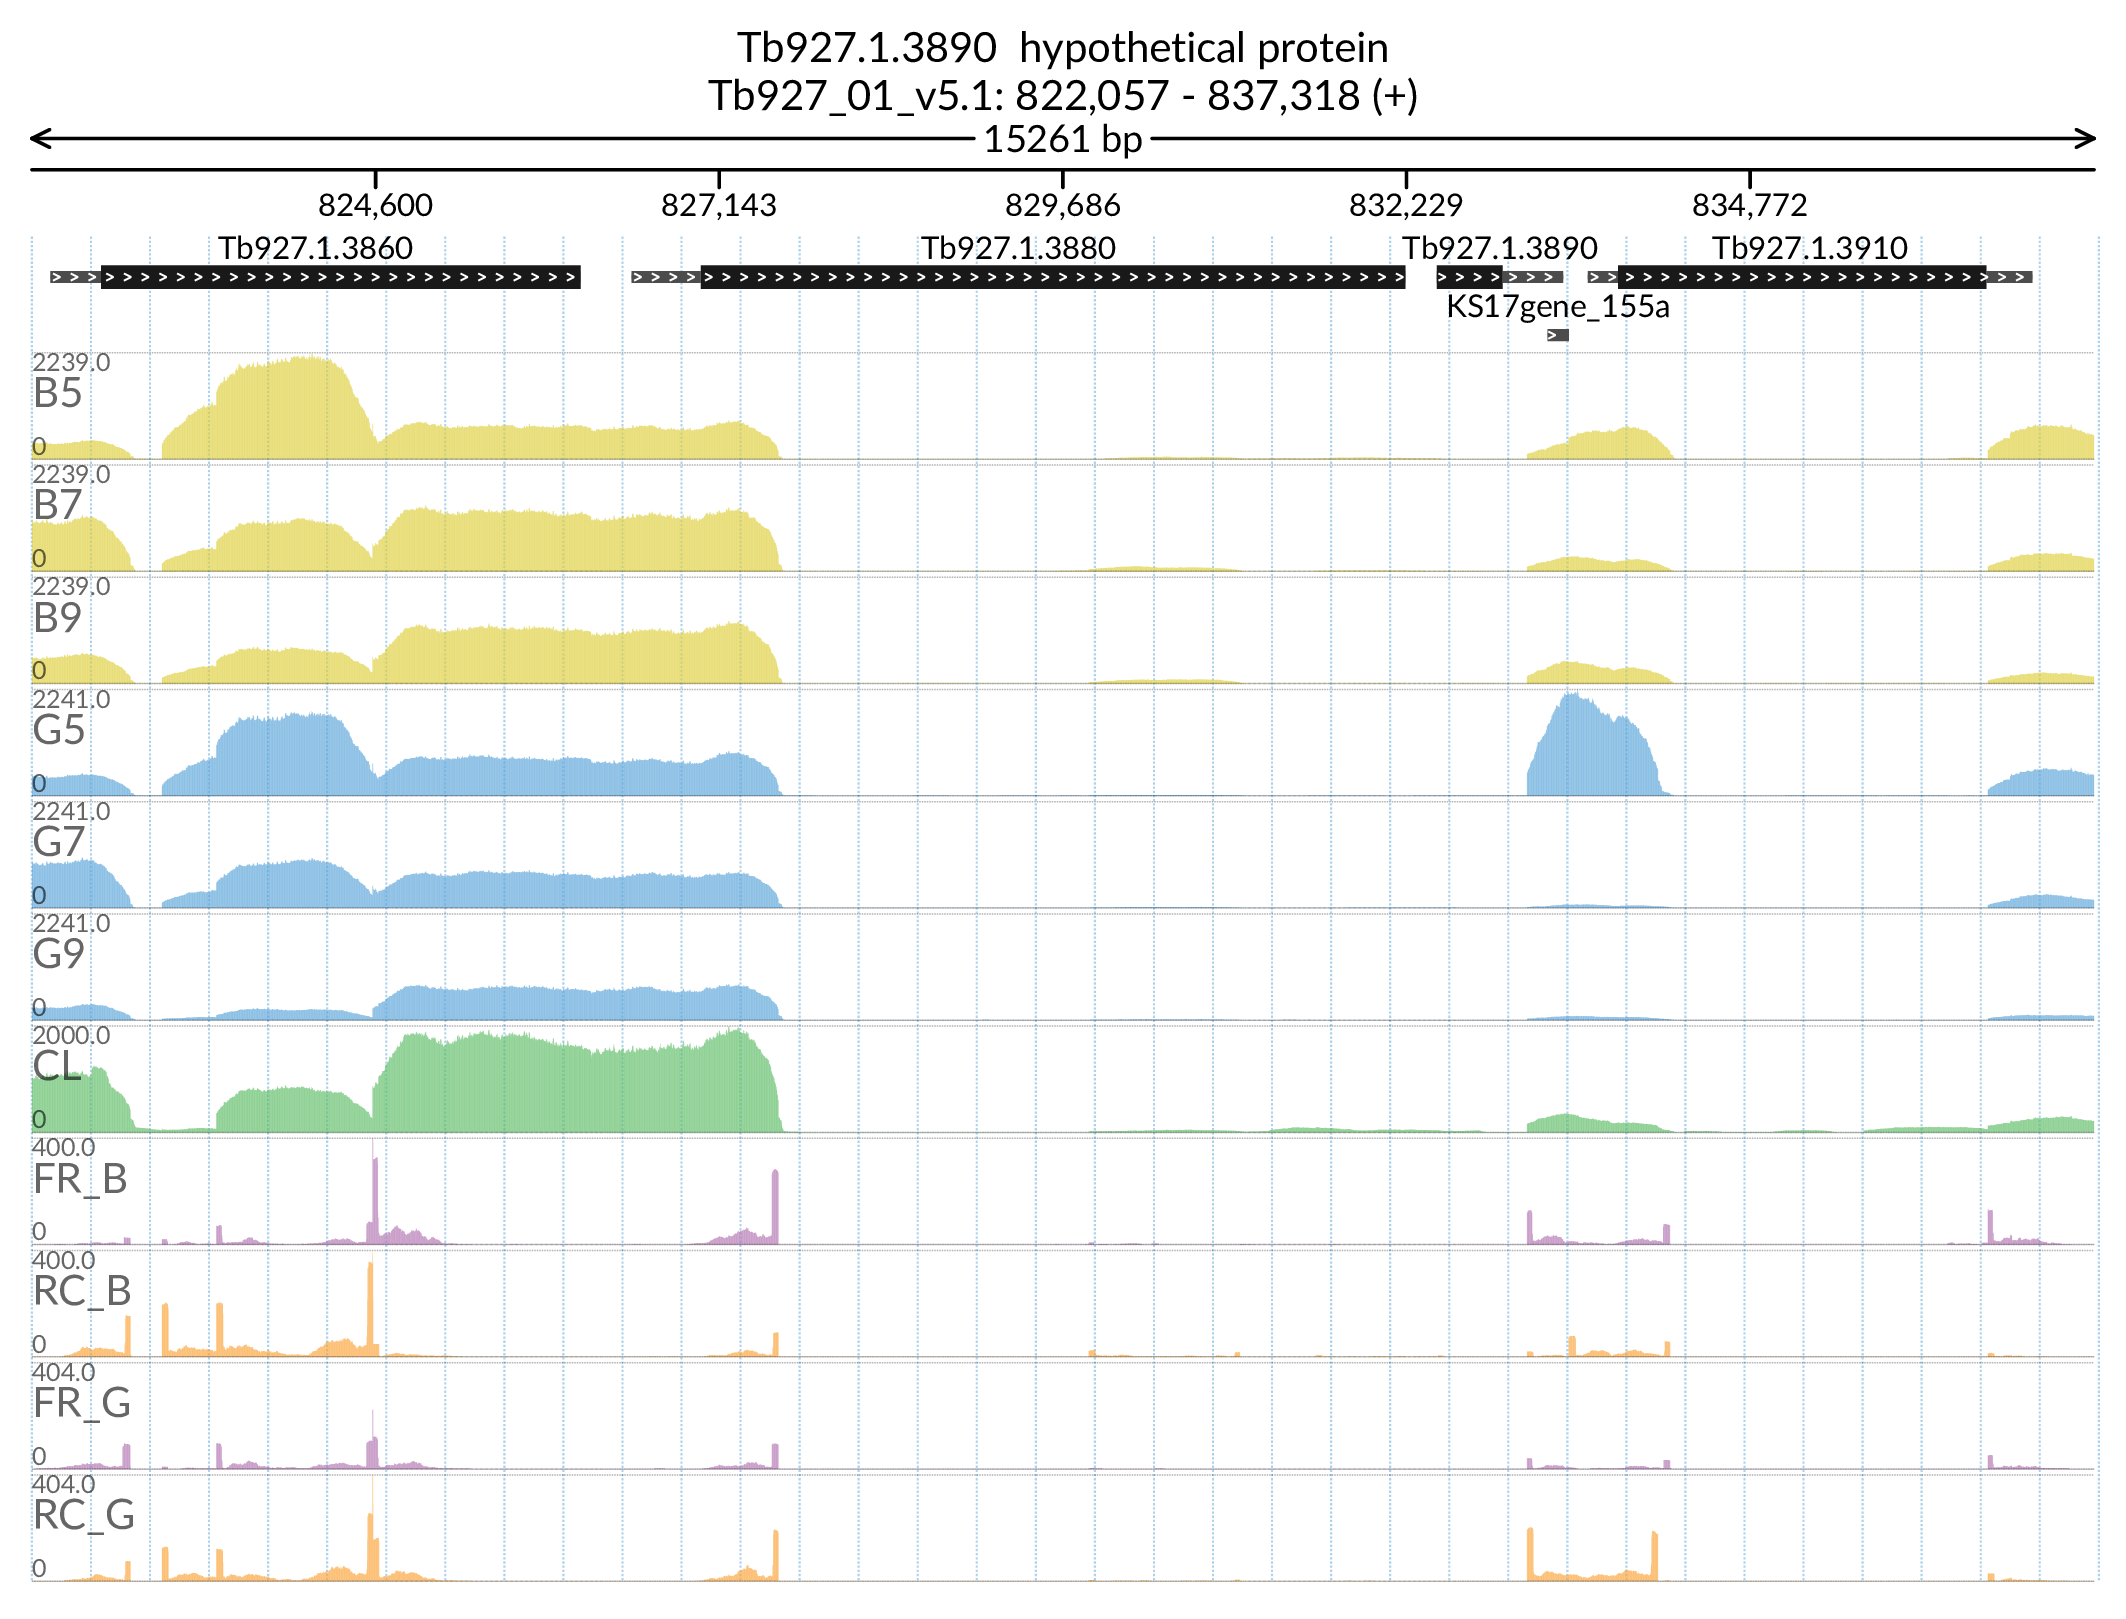 Tb927.1.3890  hypothetical protein
Tb927_01_v5.1: 822,057 - 837,318 (+)
15261 bp
824,600 827,143 829,686 832,229 834,772
Tb927.1.3860 Tb927.1.3880 Tb927.1.3890 Tb927.1.3910
KS17gene_155a
2239.0
B5
0
2239.0
B7
0
2239.0
B9
0
2241.0
G5
0
2241.0
G7
0
2241.0
G9
0
2000.0
CL
0
400.0
FR_B
0
400.0
RC_B
0
404.0
FR_G
0
404.0
RC_G
0